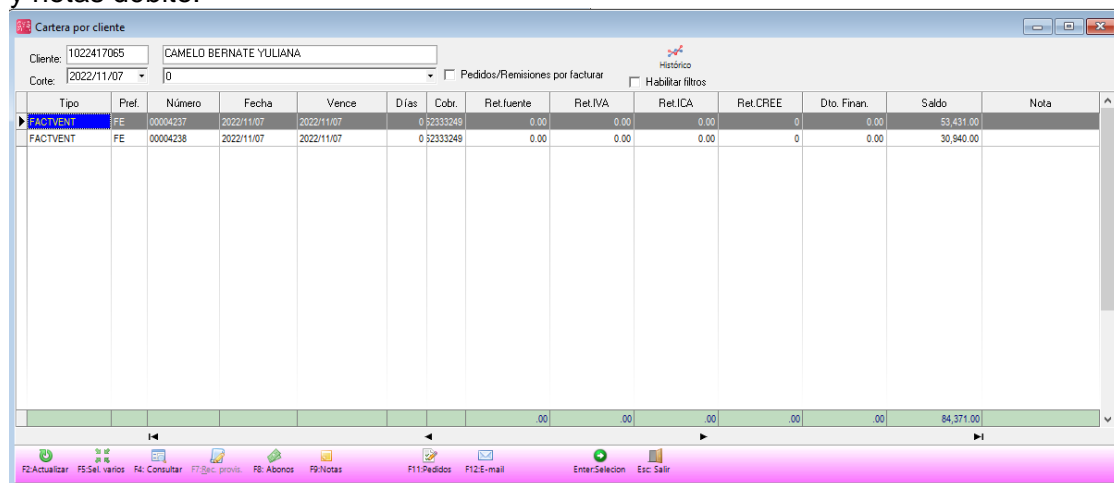 y notas débito.
Cartera por cliente
Cliente: 1022417065 CAMELO BERNATE YULIANA
Histórico
Corte: 2022/11/07 0 Pedidos/Remisiones por facturar Habilitar filtros
Tipo Pref. Número Fecha Vence Días Cobr. Ret.fuente Ret.IVA Ret.ICA Ret.CREE Dto. Finan. Saldo Nota
FACTVENT FE 00004237 2022/11/07 2022/11/07 0 52333249 0.00 0.00 0.00 0 0.00 53,431.00
FACTVENT FE 00004238 2022/11/07 2022/11/07 0 52333249 0.00 0.00 0.00 0 0.00 30,940.00
.00 .00 .00 .00 .00 84,371.00
F2:Actualizar F5:Sel. varios F4: Consultar F7:Rec. provis. F8: Abonos F9:Notas F11:Pedidos F12:E-mail Enter:Selecion Esc: Salir